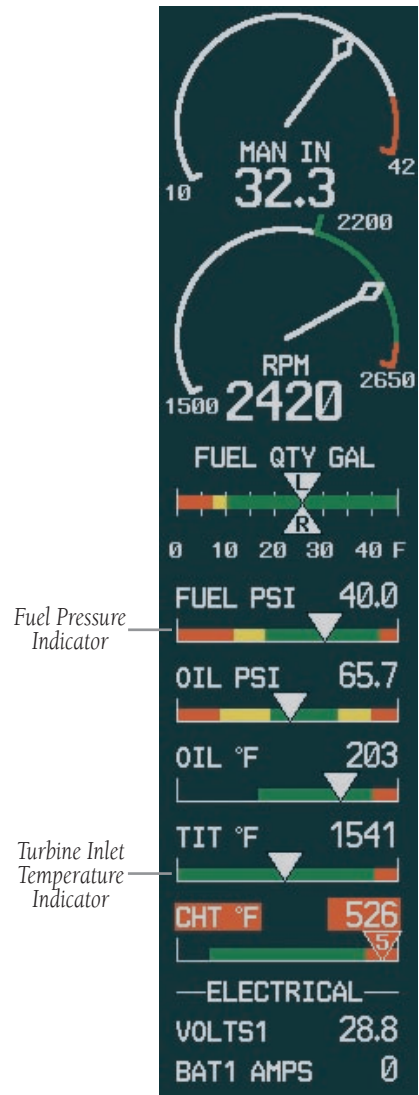 MAN IN
32.3
10
42
2200
RPM
2420
1500
2650
FUEL QTY GAL
L
R
0 10 20 30 40 F
FUEL PSI 40.0
Fuel Pressure
Indicator
OIL PSI 65.7
OIL °F 203
TIT °F 1541
Turbine Inlet
Temperature
Indicator
CHT °F 526
5
ELECTRICAL
VOLTS1 28.8
BAT1 AMPS 0